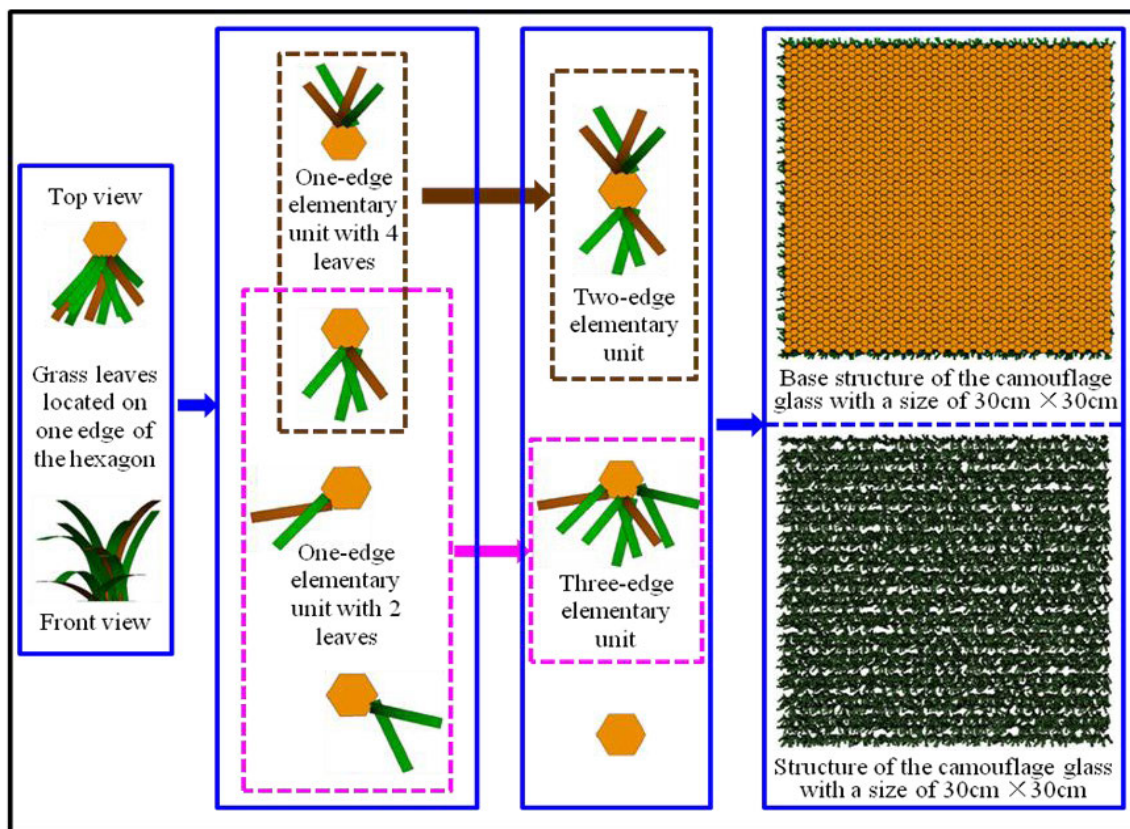 Top view
Grass leaves
located on
one edge of
the hexagon
Front view
One-edge
elementary
unit with 4
leaves
One-edge
elementary
unit with 2
leaves
Two-edge
elementary
unit
Three-edge
elementary
unit
Base structure of the camouflage
glass with a size of 30cm ×30cm
Structure of the camouflage glass
with a size of 30cm ×30cm